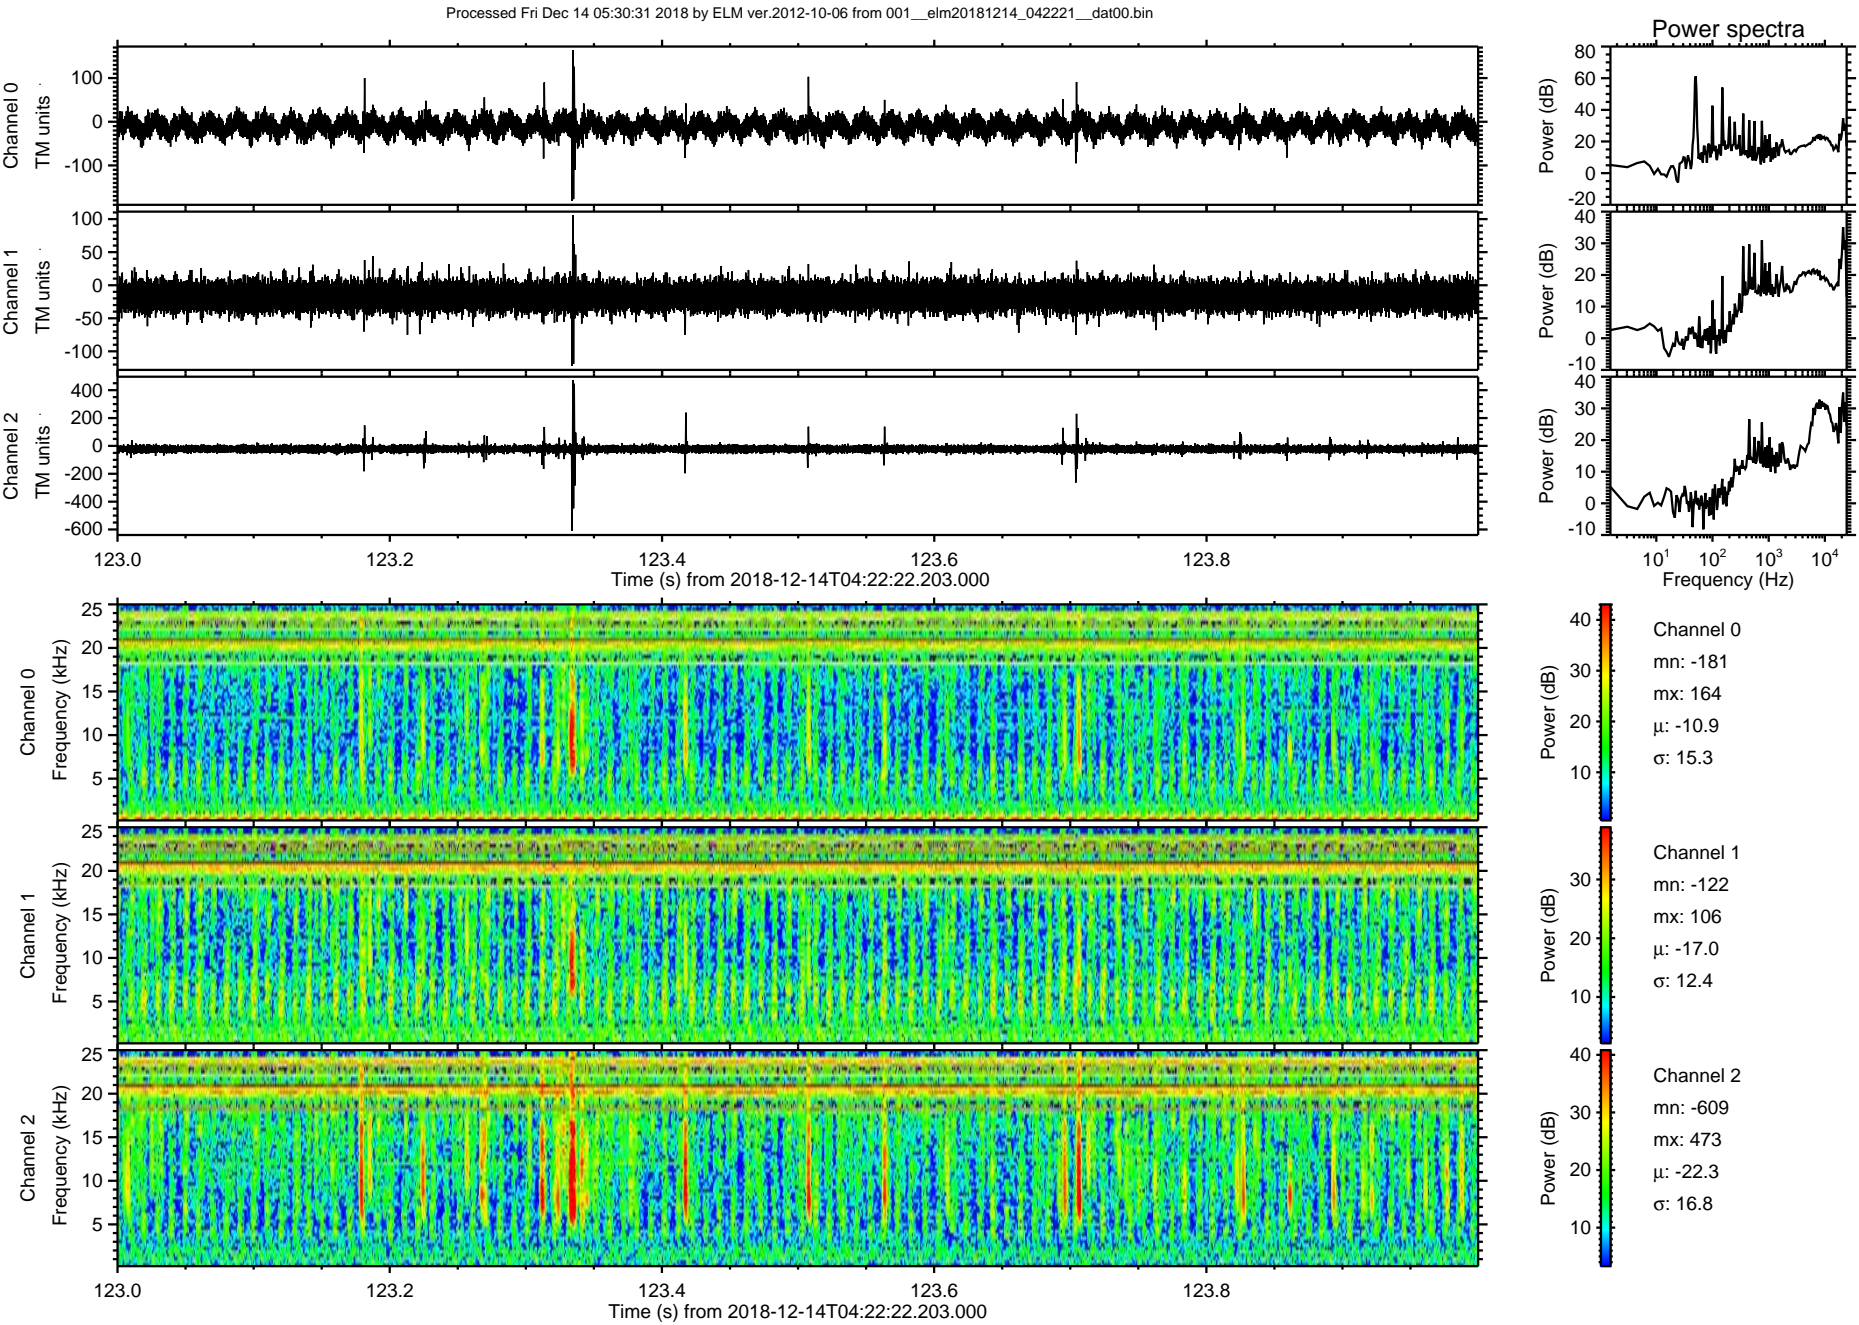 Processed Fri Dec 14 05:30:31 2018 by ELM ver.2012-10-06 from 001__elm20181214_042221__dat00.bin
Power spectra
Channel 0
TM units
100
0
-100
Power (dB)
80
60
40
20
0
-20
Channel 1
TM units
100
50
0
-50
-100
Power (dB)
40
30
20
10
0
-10
Channel 2
TM units
400
200
0
-200
-400
-600
Power (dB)
40
30
20
10
0
-10
123.0 123.2 123.4 123.6 123.8
Time (s) from 2018-12-14T04:22:22.203.000
10^1 10^2 10^3 10^4
Frequency (Hz)
Channel 0
Frequency (kHz)
25
20
15
10
5
Power (dB)
40
30
20
10
Channel 0
mn: -181
mx: 164
μ: -10.9
σ: 15.3
Channel 1
Frequency (kHz)
25
20
15
10
5
Power (dB)
30
20
10
Channel 1
mn: -122
mx: 106
μ: -17.0
σ: 12.4
Channel 2
Frequency (kHz)
25
20
15
10
5
Power (dB)
40
30
20
10
Channel 2
mn: -609
mx: 473
μ: -22.3
σ: 16.8
123.0 123.2 123.4 123.6 123.8
Time (s) from 2018-12-14T04:22:22.203.000